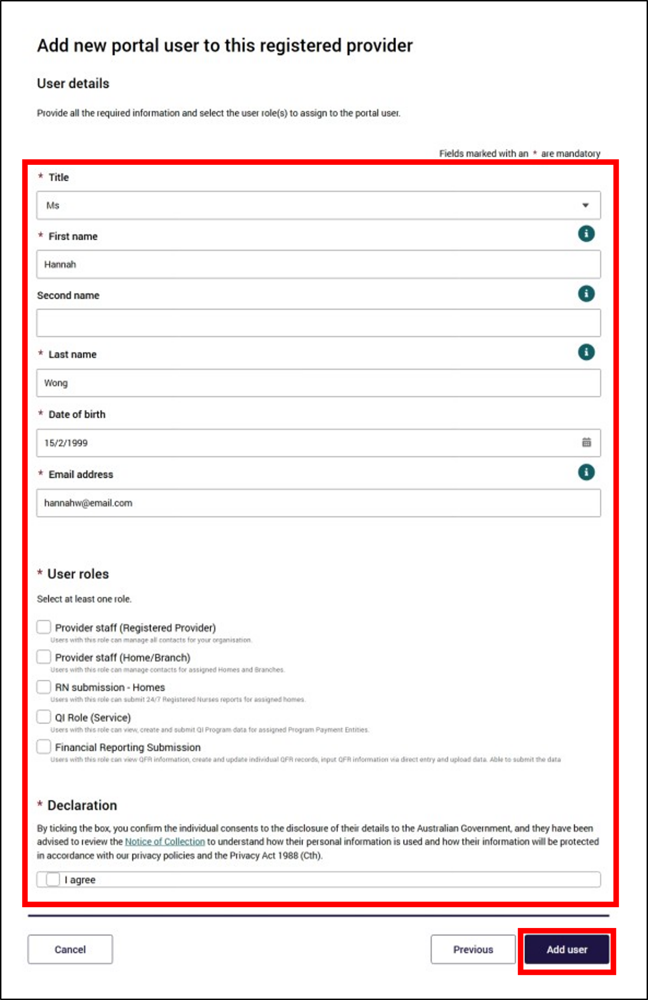 Add new portal user to this registered provider
User details
Provide all the required information and select the user role(s) to assign to the portal user.
Fields marked with an * are mandatory
* Title
Ms
* First name
Hannah
Second name
* Last name
Wong
* Date of birth
15/2/1999
* Email address
hannahw@email.com
* User roles
Select at least one role.
Provider staff (Registered Provider)
Users with this role can manage all contacts for your organisation.
Provider staff (Home/Branch)
Users with this role can manage contacts for assigned Homes and Branches.
RN submission - Homes
Users with this role can submit 24/7 Registered Nurses reports for assigned homes.
QI Role (Service)
Users with this role can view, create and submit QI Program data for assigned Program Payment Entities.
Financial Reporting Submission
Users with this role can view QFR information, create and update individual QFR records, input QFR information via direct entry and upload data. Able to submit the data
* Declaration
By ticking the box, you confirm the individual consents to the disclosure of their details to the Australian Government, and they have been
advised to review the Notice of Collection to understand how their personal information is used and how their information will be protected
in accordance with our privacy policies and the Privacy Act 1988 (Cth).
I agree
Cancel
Previous
Add user